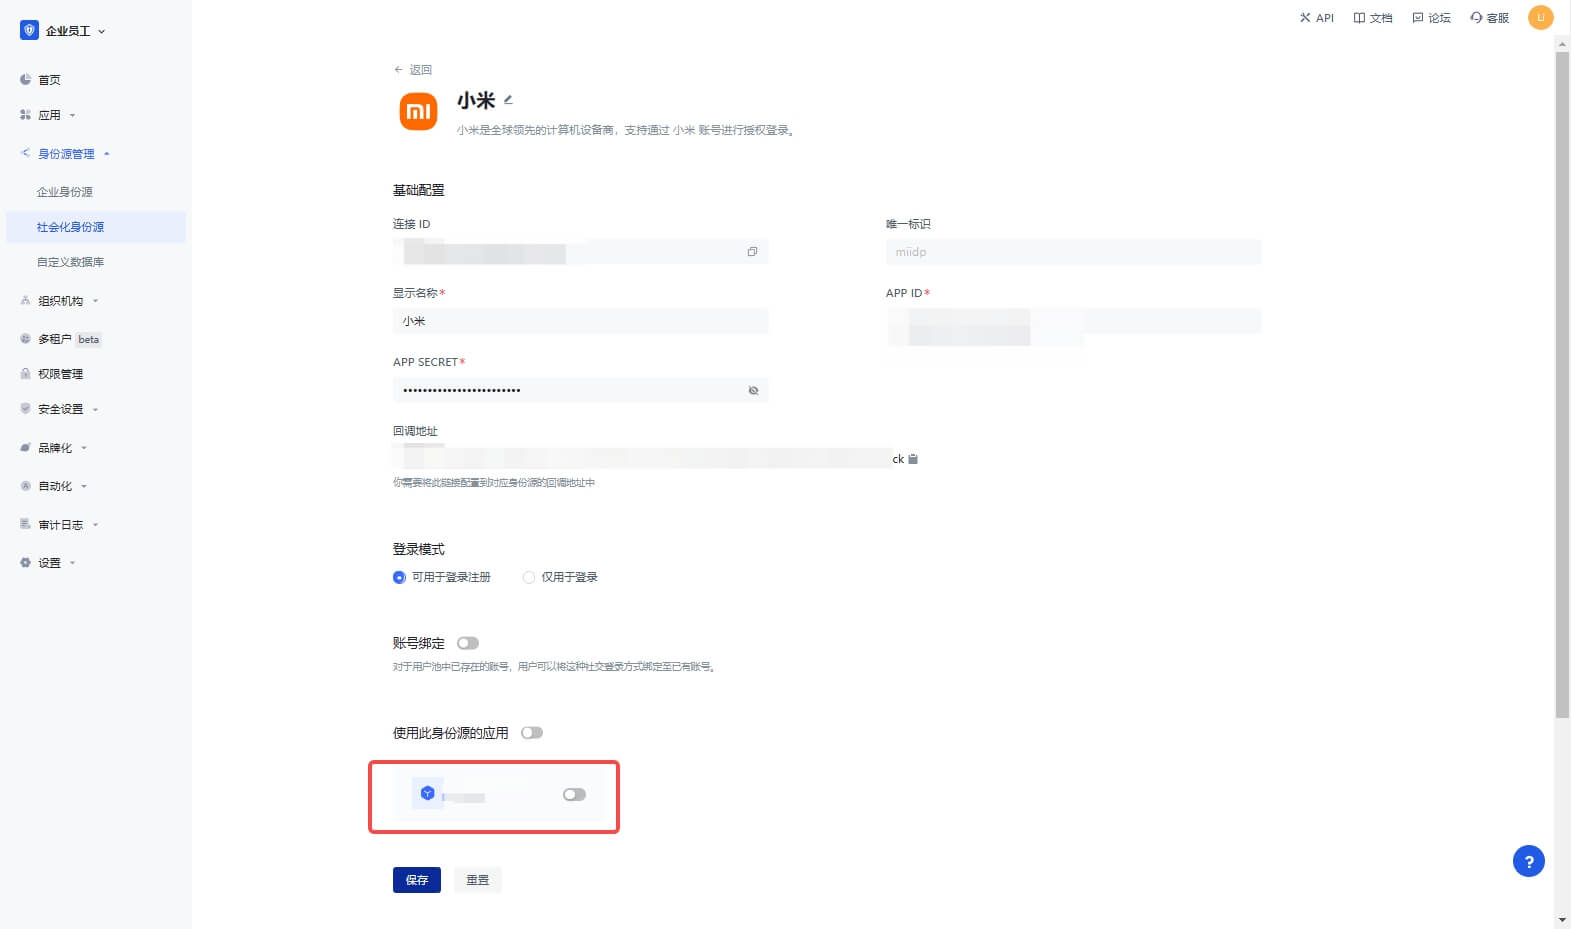 企业员工
API 文档 论坛 客服 U
首页
应用
身份源管理
企业身份源
社会化身份源
自定义数据库
组织机构
多租户 beta
权限管理
安全设置
品牌化
自动化
审计日志
设置
返回
小米
小米是全球领先的计算机设备商，支持通过 小米 账号进行授权登录。
基础配置
连接 ID
唯一标识
miidp
显示名称*
APP ID*
小米
APP SECRET*
••••••••••••••••••••••••
回调地址
ck
你需要将此链接配置到对应身份源的回调地址中
登录模式
可用于登录注册 仅用于登录
账号绑定
对于用户池中已存在的账号，用户可以将这种社交登录方式绑定至已有账号。
使用此身份源的应用
保存 重置
?